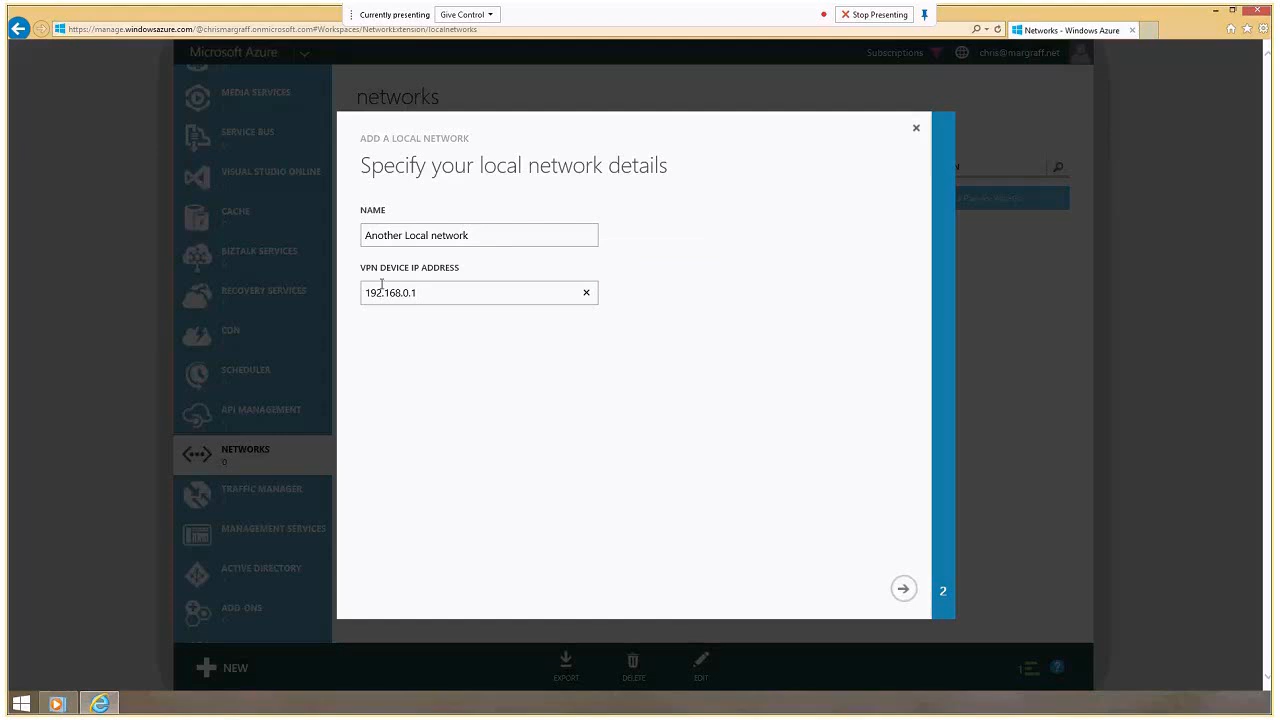 Currently presenting
Give Control
Stop Presenting
https://manage.windowsazure.com/@chrismargraff.onmicrosoft.com#Workspaces/NetworkExtension/localnetworks
Networks - Windows Azure
Microsoft Azure
Subscriptions
chris@margraff.net
MEDIA SERVICES
SERVICE BUS
VISUAL STUDIO ONLINE
CACHE
BIZTALK SERVICES
RECOVERY SERVICES
CDN
SCHEDULER
API MANAGEMENT
NETWORKS
0
TRAFFIC MANAGER
MANAGEMENT SERVICES
ACTIVE DIRECTORY
ADD-ONS
networks
ADD A LOCAL NETWORK
Specify your local network details
NAME
Another Local network
VPN DEVICE IP ADDRESS
192.168.0.1
2
NEW
EXPORT
DELETE
EDIT
1